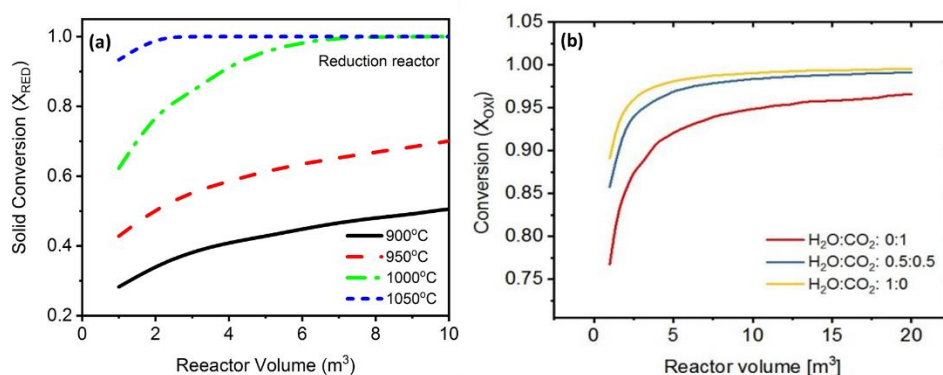 (a)
Reduction reactor
Solid Conversion (X_RED)
1.0
0.8
0.6
0.4
0.2
900°C
950°C
1000°C
1050°C
0 2 4 6 8 10
Reeactor Volume (m³)
(b)
Conversion (X_OXI)
1.05
1.00
0.95
0.90
0.85
0.80
0.75
H₂O:CO₂: 0:1
H₂O:CO₂: 0.5:0.5
H₂O:CO₂: 1:0
0 5 10 15 20
Reactor volume [m³]